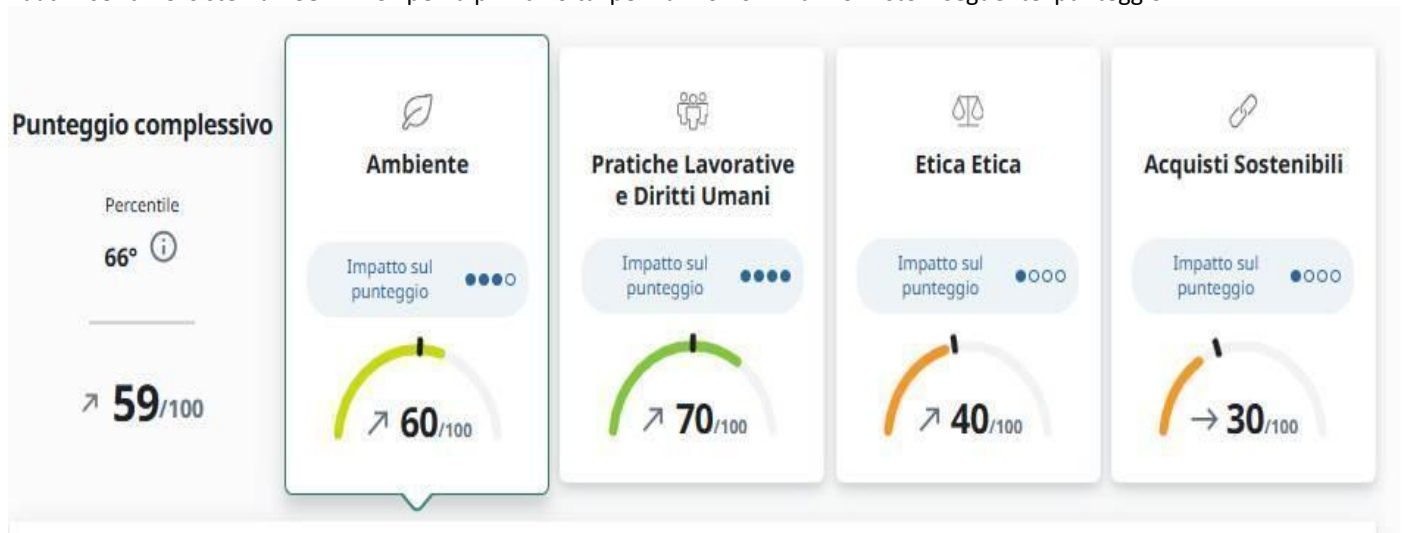 Punteggio complessivo
Percentile
66°
59/100
Ambiente
Impatto sul
punteggio
60/100
Pratiche Lavorative
e Diritti Umani
Impatto sul
punteggio
70/100
Etica Etica
Impatto sul
punteggio
40/100
Acquisti Sostenibili
Impatto sul
punteggio
30/100